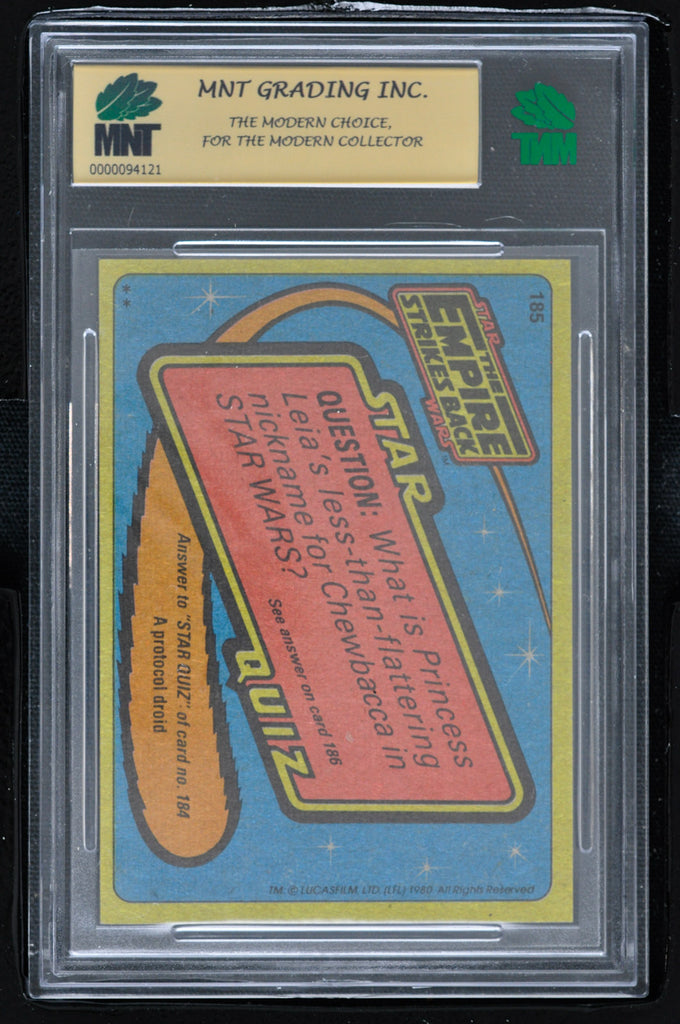 MNT GRADING INC.
THE MODERN CHOICE,
FOR THE MODERN COLLECTOR
MNT
0000094121
MNT
185
STAR
THE
EMPIRE
STRIKES BACK
WARS™
STAR
QUESTION: What is Princess
Leia's less-than-flattering
nickname for Chewbacca in
STAR WARS?
See answer on card 186
QUIZ
Answer to "STAR QUIZ". of card no. 184
A protocol droid
**
TM. © LUCASFILM, LTD. (LFL) 1980 All Rights Reserved